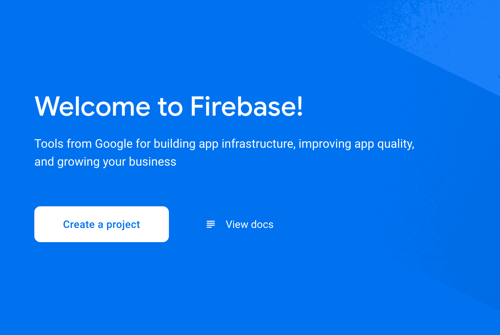 Welcome to Firebase!
Tools from Google for building app infrastructure, improving app quality,
and growing your business
Create a project
View docs